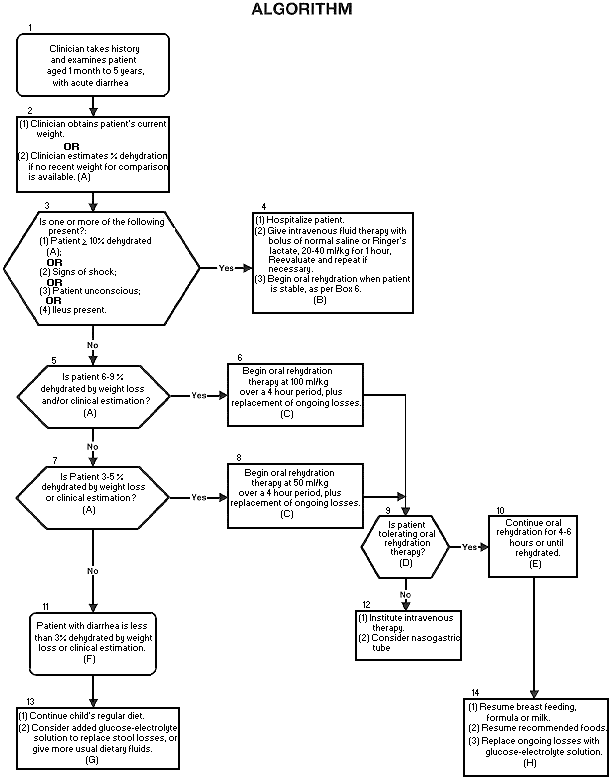 ALGORITHM
1
Clinician takes history
and examines patient
aged 1 month to 5 years,
with acute diarrhea
2
(1) Clinician obtains patient's current
weight.
OR
(2) Clinician estimates % dehydration
if no recent weight for comparison
is available. (A)
3
Is one or more of the following
present?:
(1) Patient ≥ 10% dehydrated
(A);
OR
(2) Signs of shock;
OR
(3) Patient unconscious;
OR
(4) Ileus present.
Yes
4
(1) Hospitalize patient.
(2) Give intravenous fluid therapy with
bolus of normal saline or Ringer's
lactate, 20-40 ml/kg for 1 hour,
Reevaluate and repeat if
necessary.
(3) Begin oral rehydration when patient
is stable, as per Box 6.
(B)
No
5
Is patient 6-9 %
dehydrated by weight loss
and/or clinical estimation?
(A)
Yes
6
Begin oral rehydration
therapy at 100 ml/kg
over a 4 hour period, plus
replacement of ongoing losses.
(C)
No
7
Is Patient 3-5 %
dehydrated by weight loss
or clinical estimation?
(A)
Yes
8
Begin oral rehydration
therapy at 50 ml/kg
over a 4 hour period, plus
replacement of ongoing losses.
(C)
9
Is patient
tolerating oral
rehydration
therapy?
(D)
Yes
10
Continue oral
rehydration for 4-6
hours or until
rehydrated.
(E)
No
No
11
Patient with diarrhea is less
than 3% dehydrated by weight
loss or clinical estimation.
(F)
12
(1) Institute intravenous
therapy.
(2) Consider nasogastric
tube
13
(1) Continue child's regular diet.
(2) Consider added glucose-electrolyte
solution to replace stool losses, or
give more usual dietary fluids.
(G)
14
(1) Resume breast feeding,
formula or milk.
(2) Resume recommended foods.
(3) Replace ongoing losses with
glucose-electrolyte solution.
(H)